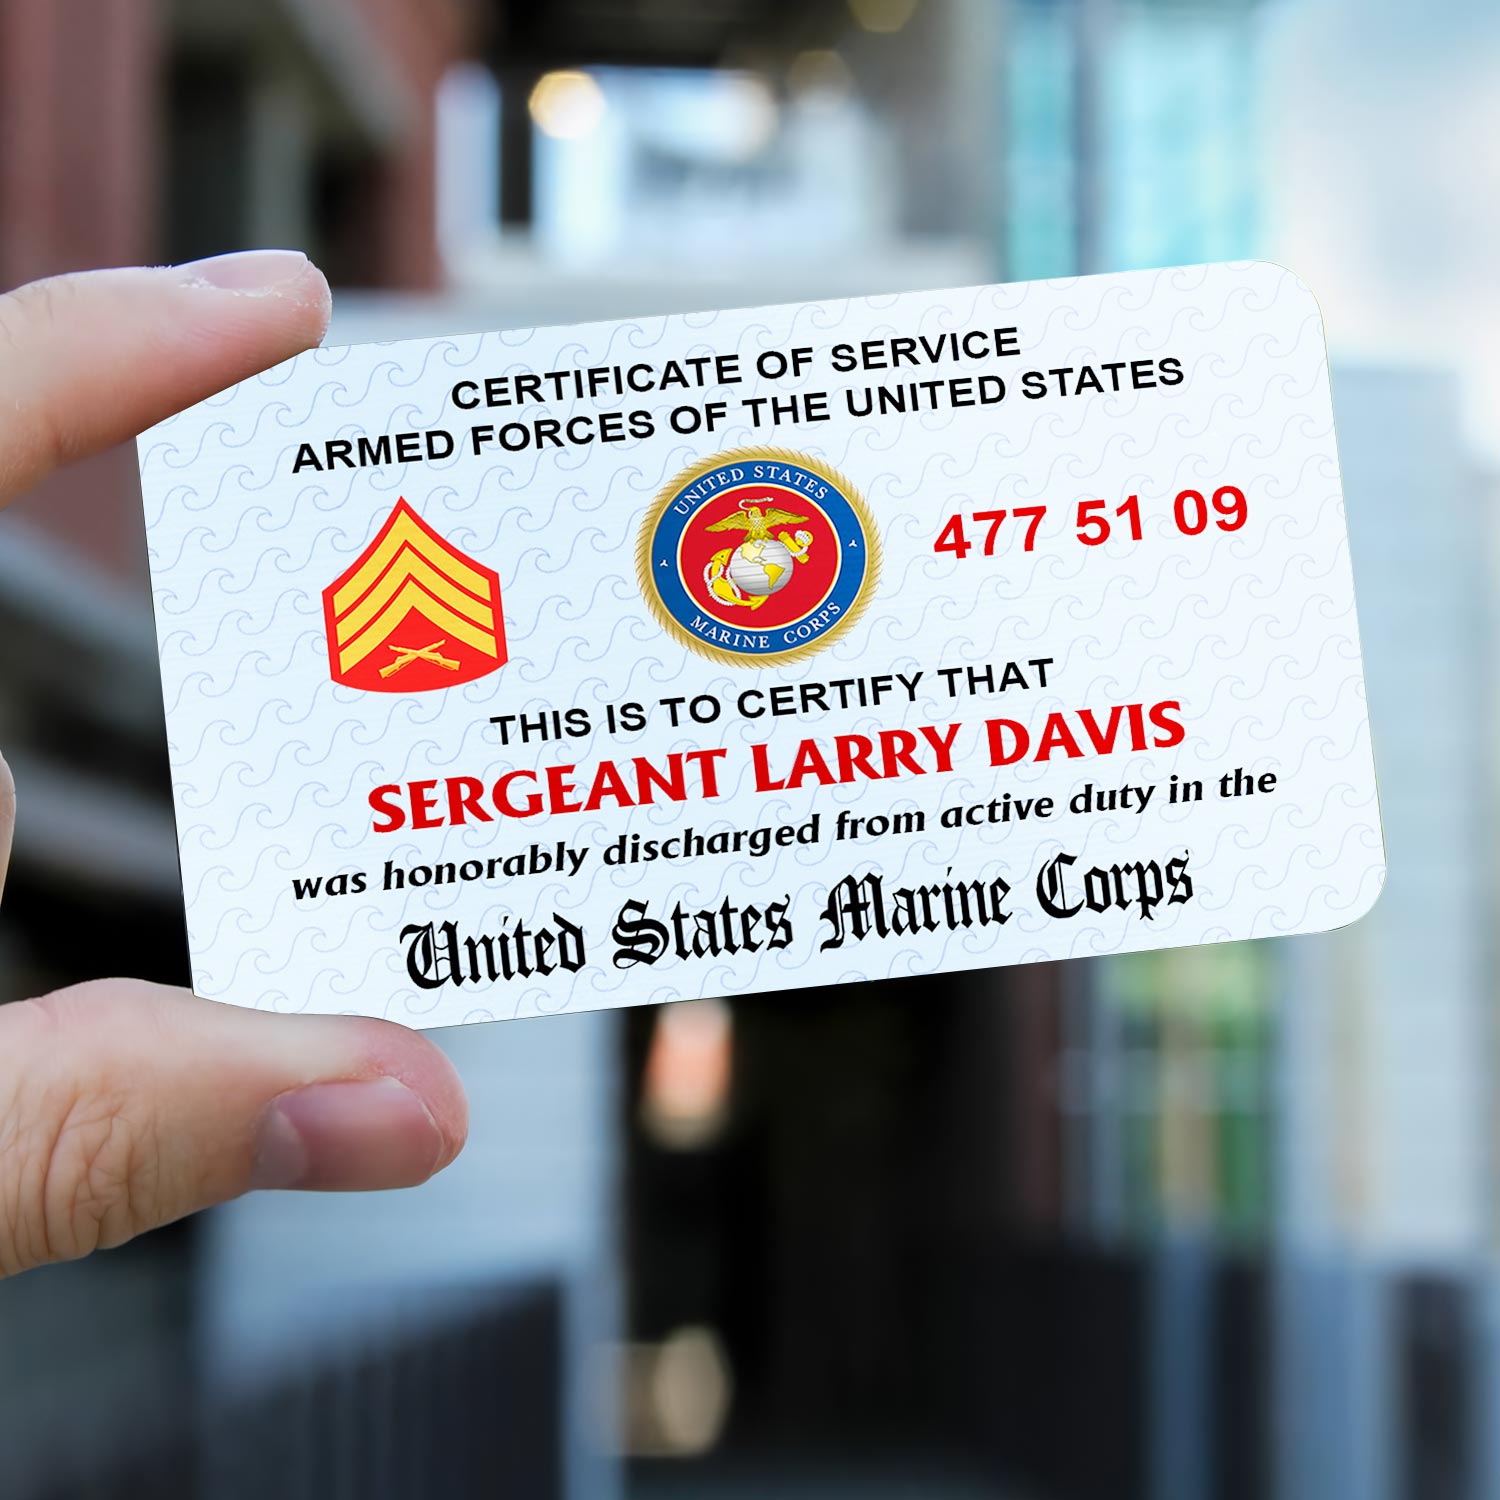 CERTIFICATE OF SERVICE
ARMED FORCES OF THE UNITED STATES
UNITED STATES
MARINE CORPS
477 51 09
THIS IS TO CERTIFY THAT
SERGEANT LARRY DAVIS
was honorably discharged from active duty in the
United States Marine Corps